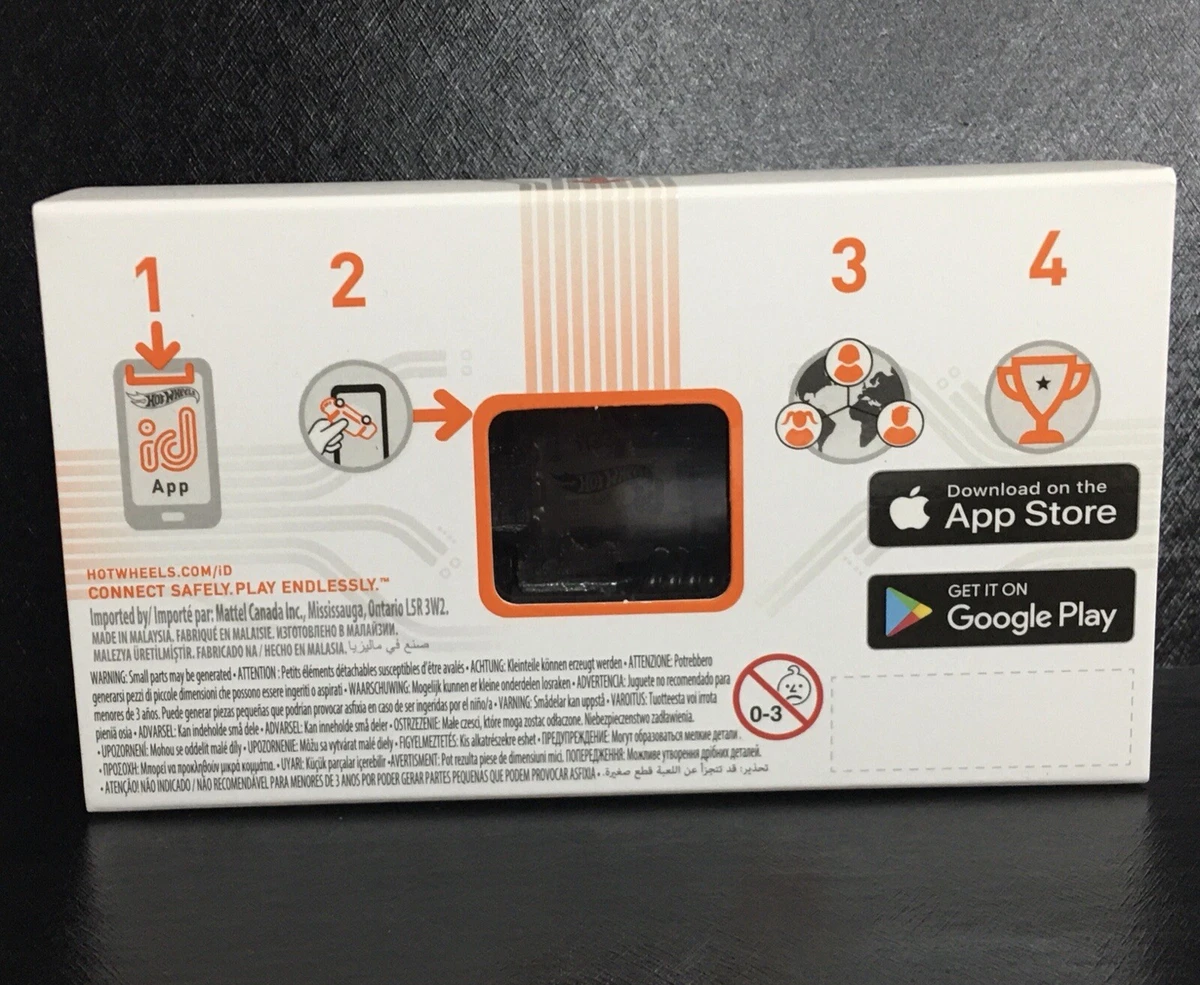 1
2
3
4
HOT WHEELS
id
App
HOT WHEELS
Download on the
App Store
GET IT ON
Google Play
HOTWHEELS.COM/iD
CONNECT SAFELY. PLAY ENDLESSLY.™
Imported by/ Importé par: Mattel Canada Inc., Mississauga, Ontario L5R 3W2.
MADE IN MALAYSIA. FABRIQUÉ EN MALAISIE. ИЗГОТОВЛЕНО В МАЛАЙЗИИ.
MALEZYA ÜRETİLMİŞTİR. FABRICADO NA / HECHO EN MALASIA. صنع في ماليزيا
WARNING: Small parts may be generated • ATTENTION : Petits éléments détachables susceptibles d'être avalés • ACHTUNG: Kleinteile können erzeugt werden • ATTENZIONE: Potrebbero
generarsi pezzi di piccole dimensioni che possono essere ingeriti o aspirati • WAARSCHUWING: Mogelijk kunnen er kleine onderdelen losraken • ADVERTENCIA: Juguete no recomendado para
menores de 3 años. Puede generar piezas pequeñas que podrían provocar asfixia en caso de ser ingeridas por el niño/a • VARNING: Smådelar kan uppstå • VAROITUS: Tuotteesta voi irrota
pieniä osia • ADVARSEL: Kan indeholde små dele • ADVARSEL: Kan inneholde små deler • OSTRZEŻENIE: Małe części, które mogą zostać odłączone. Niebezpieczeństwo zadławienia.
• UPOZORNĚNÍ: Mohou se oddělit malé díly • UPOZORNENIE: Môžu sa vytvárať malé diely • FIGYELMEZTETÉS: Kis alkatrészekre eshet • ПРЕДУПРЕЖДЕНИЕ: Могут образоваться мелкие детали.
• ΠΡΟΣΟΧΗ: Μπορεί να προκληθούν μικρά κομμάτια. • UYARI: Küçük parçalar içerebilir • AVERTISMENT: Pot rezulta piese de dimensiuni mici. ПОПЕРЕДЖЕННЯ: Можливе утворення дрібних деталей.
• ATENÇÃO! NÃO INDICADO / NÃO RECOMENDÁVEL PARA MENORES DE 3 ANOS POR PODER GERAR PARTES PEQUENAS QUE PODEM PROVOCAR ASFIXIA • تحذير: قد تتجزأ عن اللعبة قطع صغيرة.
0-3